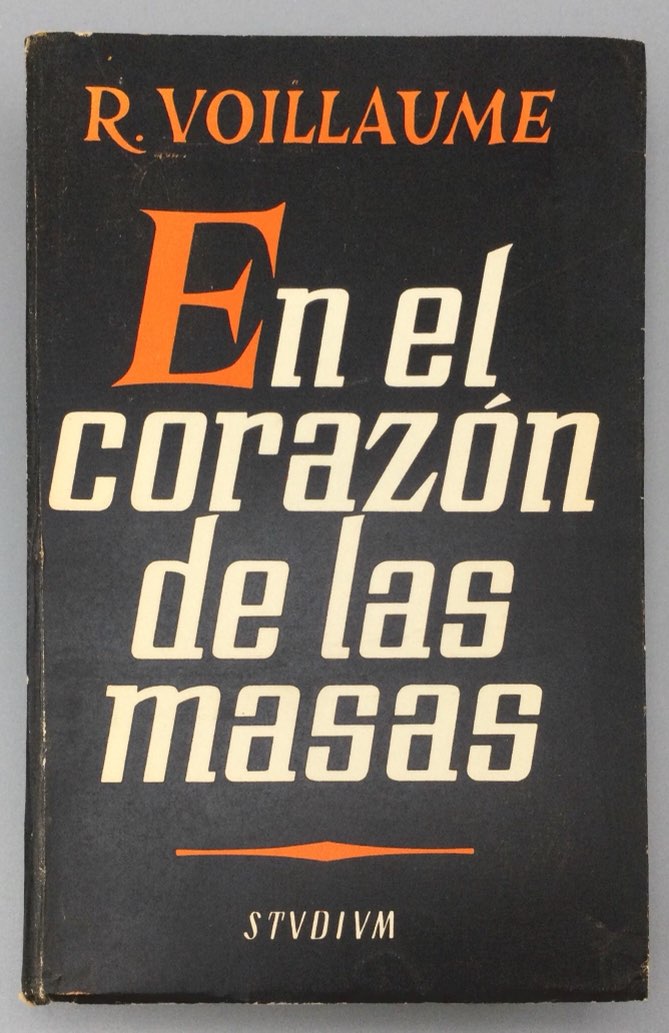 R. VOILLAUME
En el
corazón
de las
masas
STVDIVM